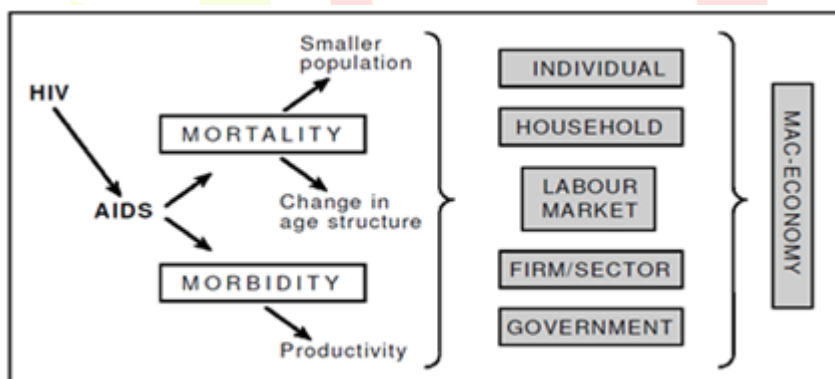 HIV
AIDS
Smaller
population
MORTALITY
Change in
age structure
MORBIDITY
Productivity
INDIVIDUAL
HOUSEHOLD
LABOUR
MARKET
FIRM/SECTOR
GOVERNMENT
MAC-ECONOMY